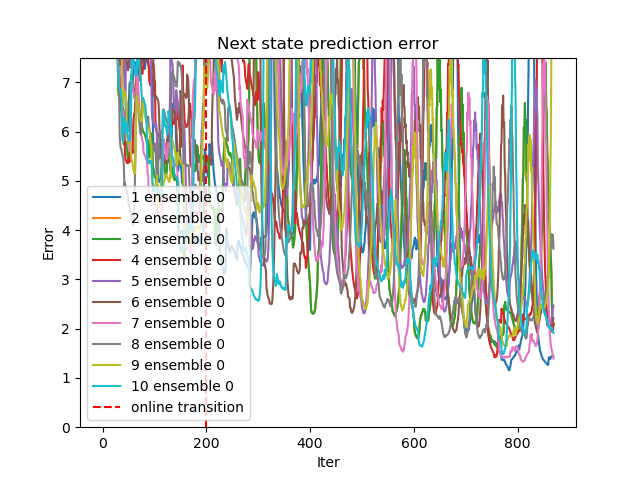 Next state prediction error
Error
7
6
5
4
3
2
1
0
1 ensemble 0
2 ensemble 0
3 ensemble 0
4 ensemble 0
5 ensemble 0
6 ensemble 0
7 ensemble 0
8 ensemble 0
9 ensemble 0
10 ensemble 0
online transition
0 200 400 600 800
Iter